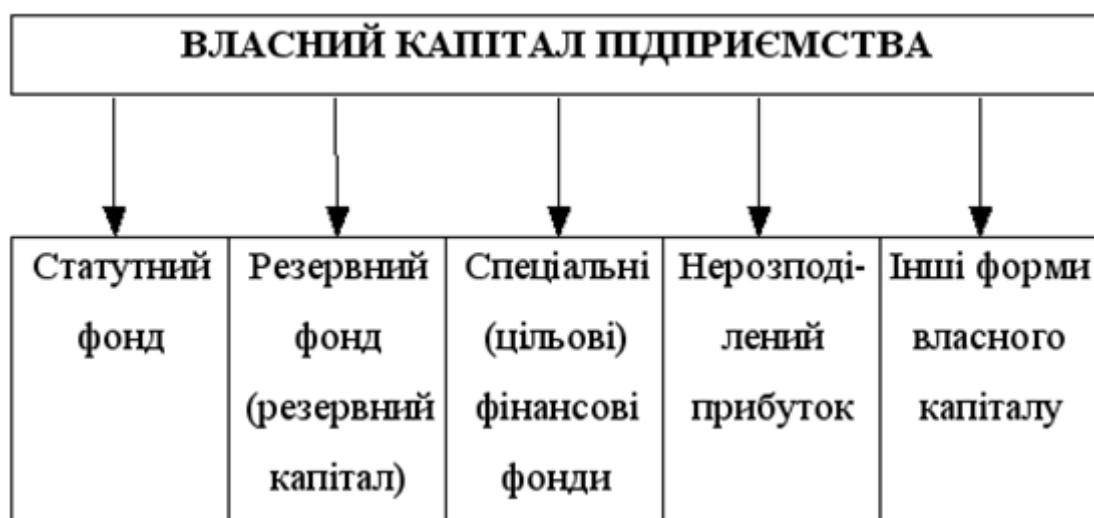 ВЛАСНИЙ КАПІТАЛ ПІДПРИЄМСТВА
Статутний
фонд
Резервний
фонд
(резервний
капітал)
Спеціальні
(цільові)
фінансові
фонди
Нерозподі-
лений
прибуток
Інші форми
власного
капіталу